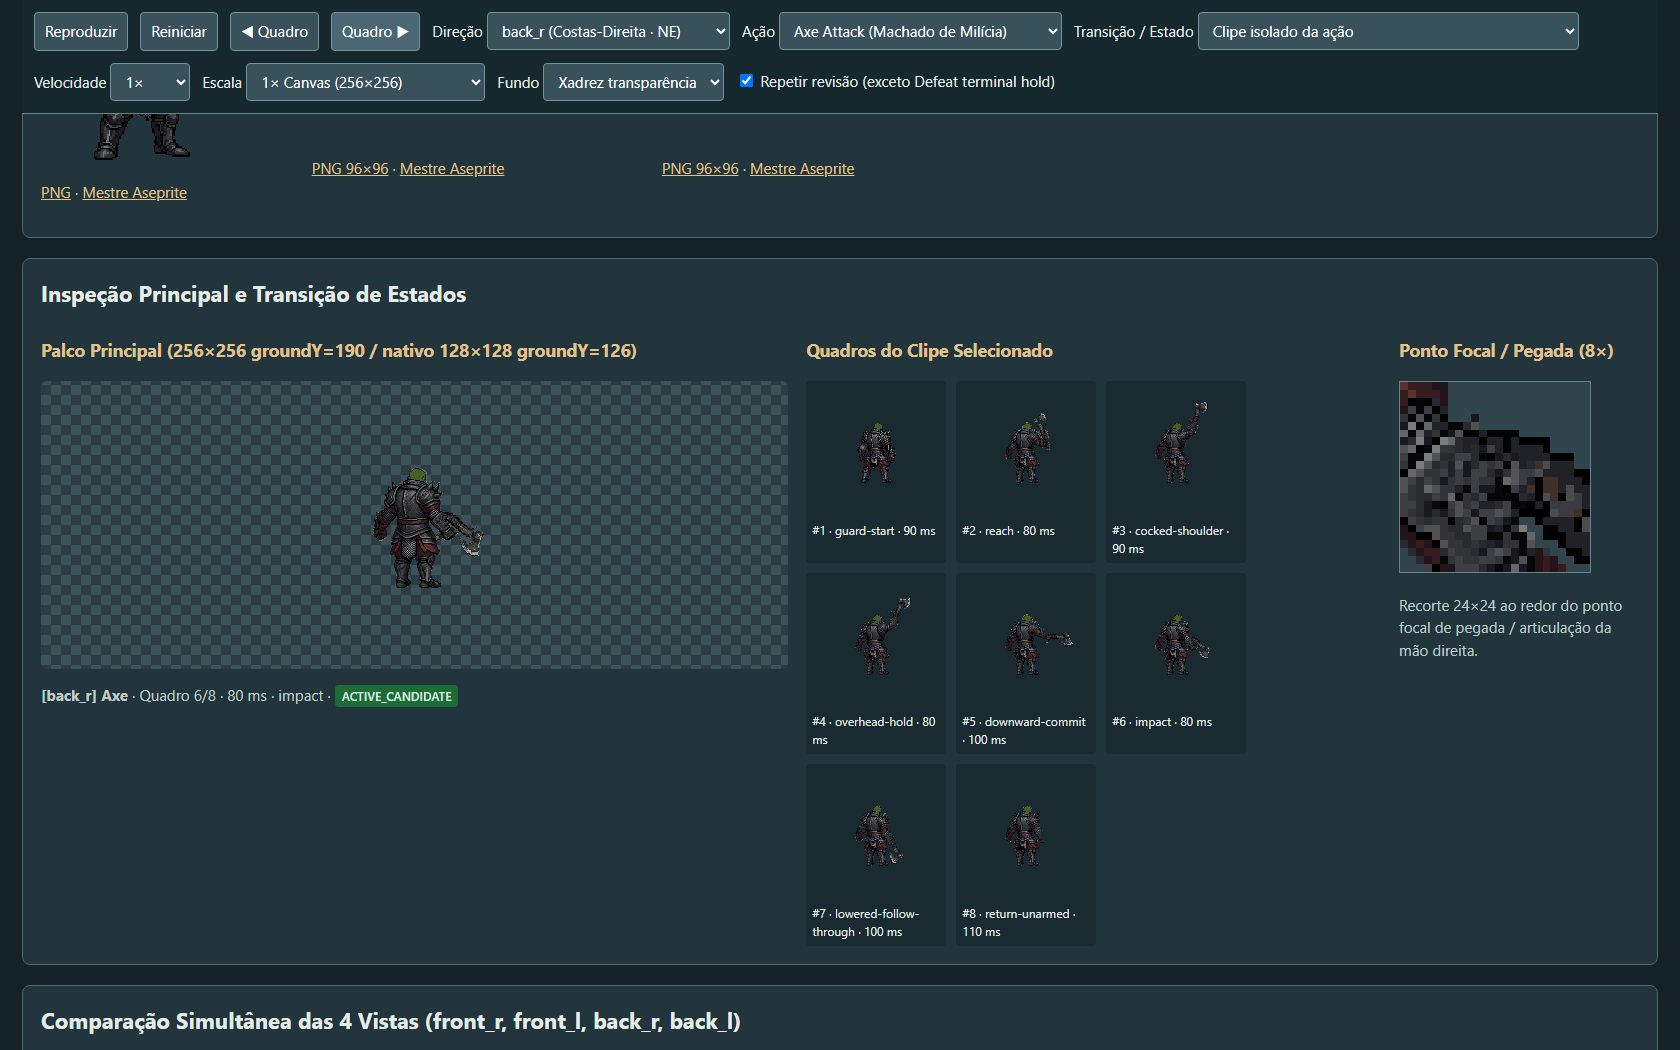 Reproduzir
Reiniciar
◀ Quadro
Quadro ▶
Direção
back_r (Costas-Direita · NE)
Ação
Axe Attack (Machado de Milícia)
Transição / Estado
Clipe isolado da ação
Velocidade
1×
Escala
1× Canvas (256×256)
Fundo
Xadrez transparência
Repetir revisão (exceto Defeat terminal hold)
PNG 96×96 · Mestre Aseprite
PNG 96×96 · Mestre Aseprite
PNG · Mestre Aseprite
Inspeção Principal e Transição de Estados
Palco Principal (256×256 groundY=190 / nativo 128×128 groundY=126)
[back_r] Axe · Quadro 6/8 · 80 ms · impact · ACTIVE_CANDIDATE
Quadros do Clipe Selecionado
#1 · guard-start · 90 ms
#2 · reach · 80 ms
#3 · cocked-shoulder ·
90 ms
#4 · overhead-hold · 80
ms
#5 · downward-commit
· 100 ms
#6 · impact · 80 ms
#7 · lowered-follow-
through · 100 ms
#8 · return-unarmed ·
110 ms
Ponto Focal / Pegada (8×)
Recorte 24×24 ao redor do ponto
focal de pegada / articulação da
mão direita.
Comparação Simultânea das 4 Vistas (front_r, front_l, back_r, back_l)